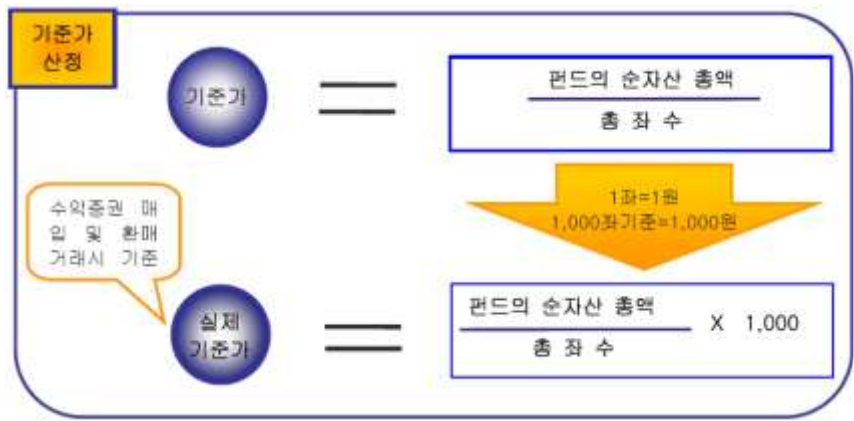 기준가
산정
기준가
펀드의 순자산 총액
총 좌 수
1좌=1원
1,000좌기준=1,000원
수익증권 매
입 및 환매
거래시 기준
실제
기준가
펀드의 순자산 총액
총 좌 수
X 1,000